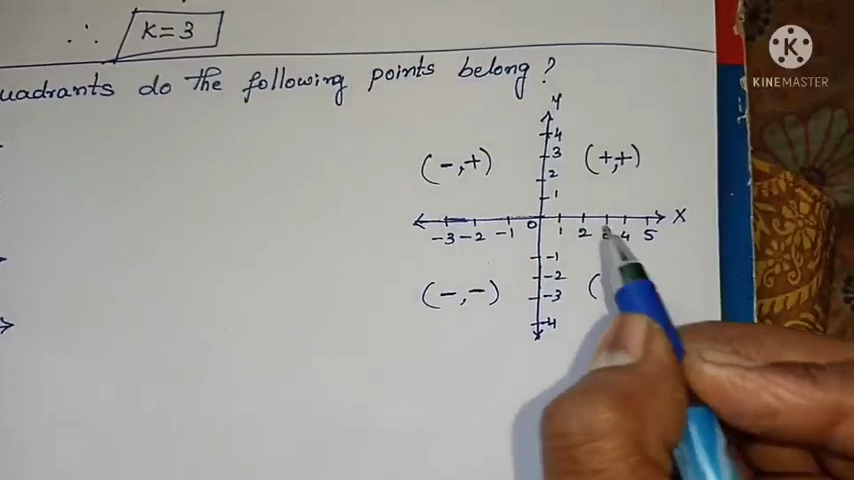 ∴ K = 3
uadrants do the following points belong?
Y
4
(-,+) 3 (+,+)
2
1
0 X
-3 -2 -1 1 2 3 4 5
-1
-2
(-,-) -3 (
-4
K
KINEMASTER